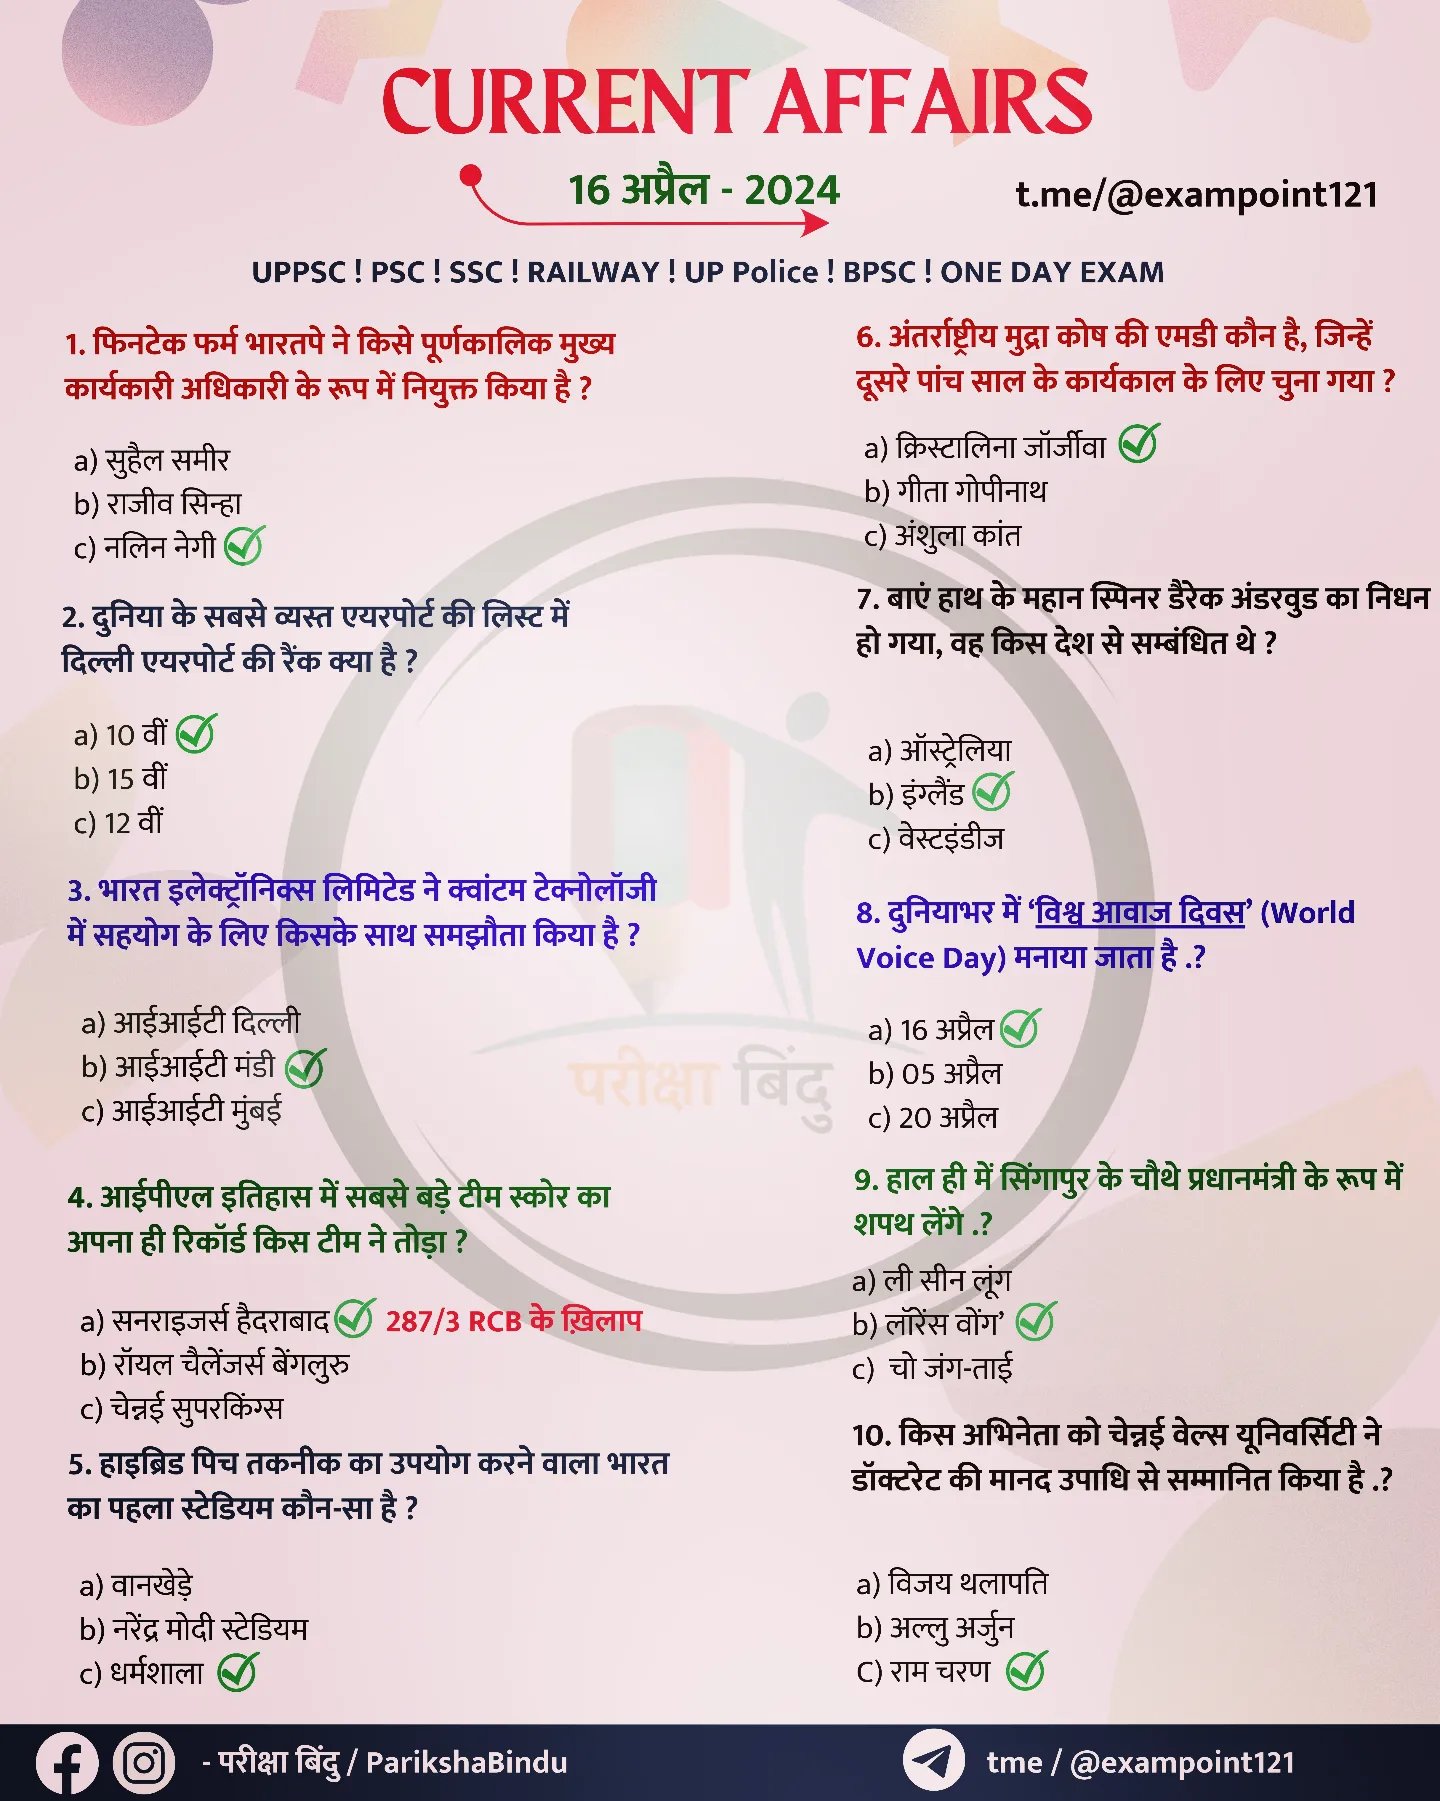 CURRENT AFFAIRS
16 अप्रैल - 2024
t.me/@exampoint121
UPPSC ! PSC ! SSC ! RAILWAY ! UP Police ! BPSC ! ONE DAY EXAM
1. फिनटेक फर्म भारतपे ने किसे पूर्णकालिक मुख्य
कार्यकारी अधिकारी के रूप में नियुक्त किया है ?
a) सुहैल समीर
b) राजीव सिन्हा
c) नलिन नेगी
2. दुनिया के सबसे व्यस्त एयरपोर्ट की लिस्ट में
दिल्ली एयरपोर्ट की रैंक क्या है ?
a) 10 वीं
b) 15 वीं
c) 12 वीं
3. भारत इलेक्ट्रॉनिक्स लिमिटेड ने क्वांटम टेक्नोलॉजी
में सहयोग के लिए किसके साथ समझौता किया है ?
a) आईआईटी दिल्ली
b) आईआईटी मंडी
c) आईआईटी मुंबई
4. आईपीएल इतिहास में सबसे बड़े टीम स्कोर का
अपना ही रिकॉर्ड किस टीम ने तोड़ा ?
a) सनराइजर्स हैदराबाद 287/3 RCB के ख़िलाप
b) रॉयल चैलेंजर्स बेंगलुरु
c) चेन्नई सुपरकिंग्स
5. हाइब्रिड पिच तकनीक का उपयोग करने वाला भारत
का पहला स्टेडियम कौन-सा है ?
a) वानखेड़े
b) नरेंद्र मोदी स्टेडियम
c) धर्मशाला
6. अंतर्राष्ट्रीय मुद्रा कोष की एमडी कौन है, जिन्हें
दूसरे पांच साल के कार्यकाल के लिए चुना गया ?
a) क्रिस्टालिना जॉर्जीवा
b) गीता गोपीनाथ
c) अंशुला कांत
7. बाएं हाथ के महान स्पिनर डैरेक अंडरवुड का निधन
हो गया, वह किस देश से सम्बंधित थे ?
a) ऑस्ट्रेलिया
b) इंग्लैंड
c) वेस्टइंडीज
8. दुनियाभर में ‘विश्व आवाज दिवस’ (World
Voice Day) मनाया जाता है .?
a) 16 अप्रैल
b) 05 अप्रैल
c) 20 अप्रैल
9. हाल ही में सिंगापुर के चौथे प्रधानमंत्री के रूप में
शपथ लेंगे .?
a) ली सीन लूंग
b) लॉरेंस वोंग’
c) चो जंग-ताई
10. किस अभिनेता को चेन्नई वेल्स यूनिवर्सिटी ने
डॉक्टरेट की मानद उपाधि से सम्मानित किया है .?
a) विजय थलापति
b) अल्लु अर्जुन
C) राम चरण
परीक्षा बिंदु
- परीक्षा बिंदु / ParikshaBindu
tme / @exampoint121